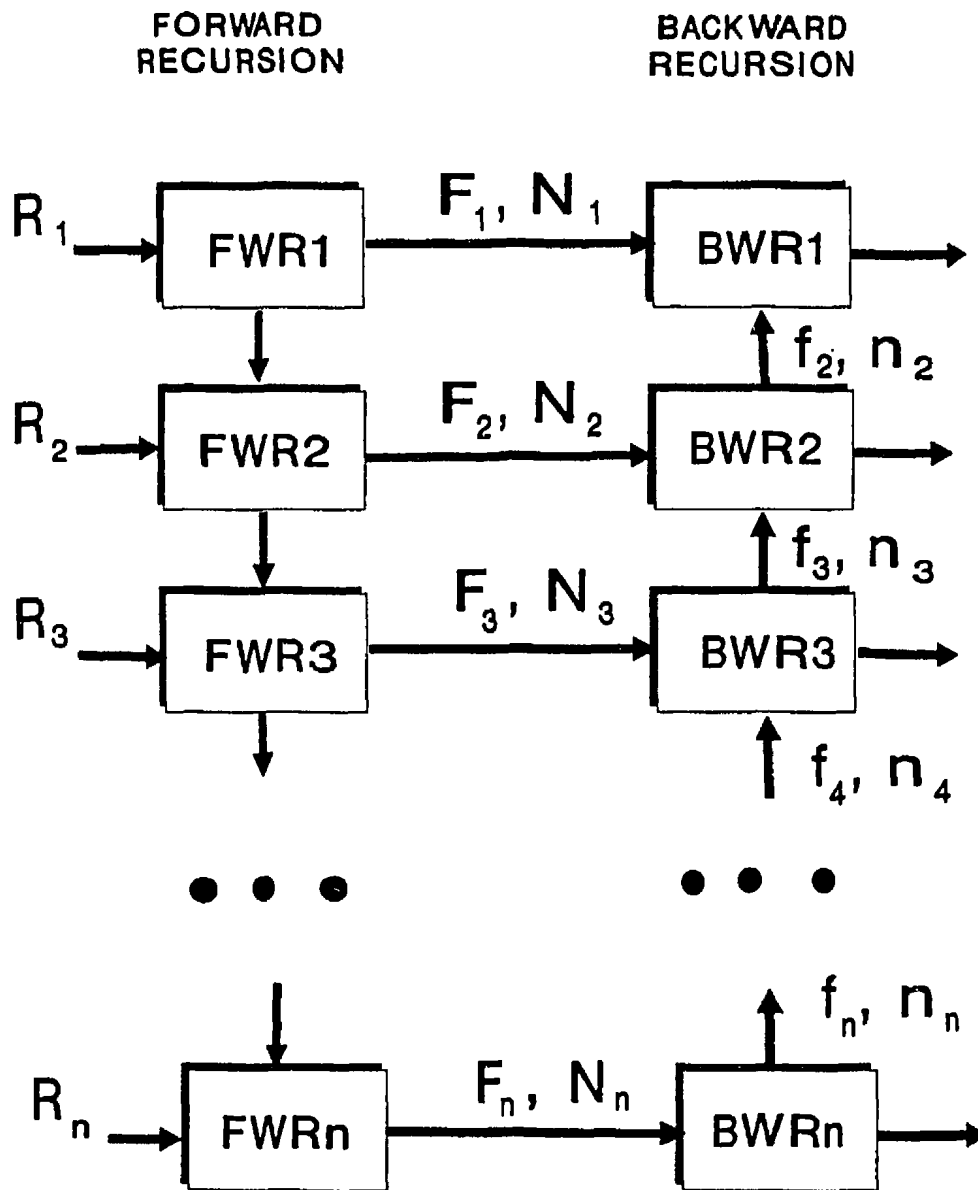 FORWARD
RECURSION
BACKWARD
RECURSION
R1
FWR1
F1, N1
BWR1
f2, n2
R2
FWR2
F2, N2
BWR2
f3, n3
R3
FWR3
F3, N3
BWR3
f4, n4
fn, nn
Rn
FWRn
Fn, Nn
BWRn